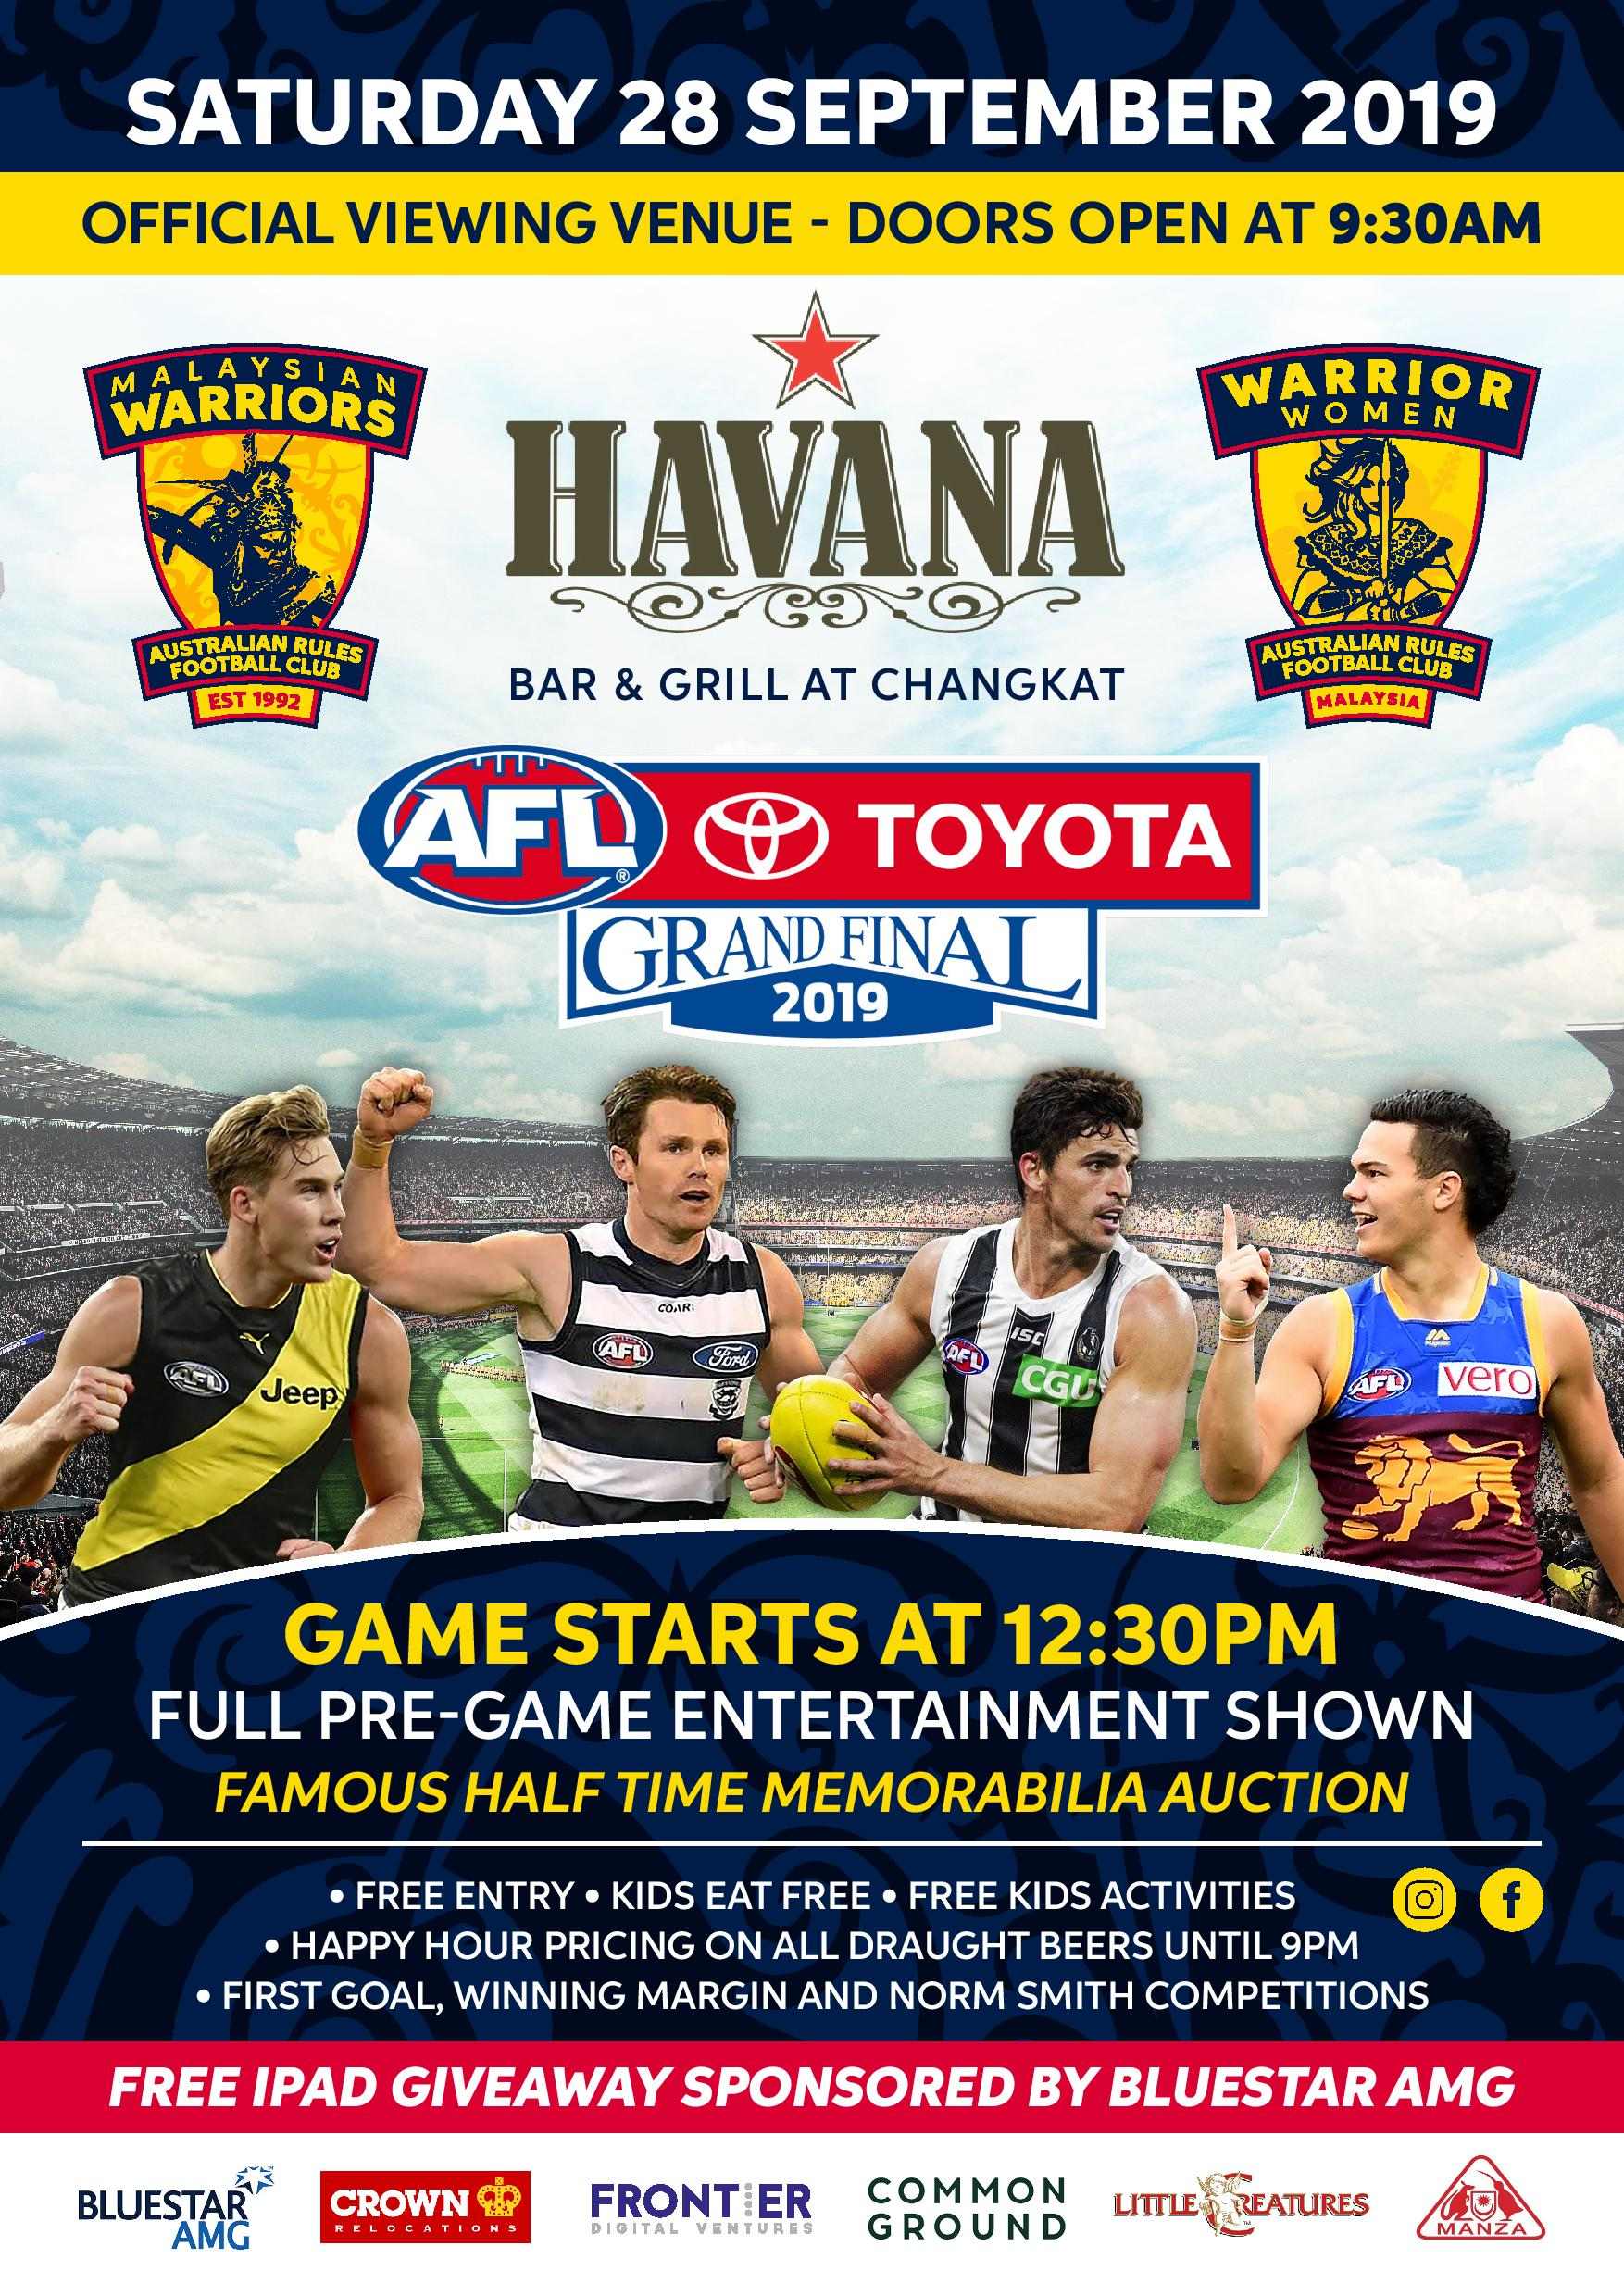 SATURDAY 28 SEPTEMBER 2019
OFFICIAL VIEWING VENUE - DOORS OPEN AT 9:30AM
MALAYSIAN
WARRIORS
AUSTRALIAN RULES
FOOTBALL CLUB
EST 1992
HAVANA
BAR & GRILL AT CHANGKAT
WARRIOR
WOMEN
AUSTRALIAN RULES
FOOTBALL CLUB
MALAYSIA
AFL® TOYOTA
GRAND FINAL
2019
AFL
Jeep
COAR
AFL
Ford
ISC
AFL
CGU
AFL
vero
GAME STARTS AT 12:30PM
FULL PRE-GAME ENTERTAINMENT SHOWN
FAMOUS HALF TIME MEMORABILIA AUCTION
• FREE ENTRY • KIDS EAT FREE • FREE KIDS ACTIVITIES
• HAPPY HOUR PRICING ON ALL DRAUGHT BEERS UNTIL 9PM
• FIRST GOAL, WINNING MARGIN AND NORM SMITH COMPETITIONS
FREE IPAD GIVEAWAY SPONSORED BY BLUESTAR AMG
BLUESTAR™
AMG
CROWN
RELOCATIONS
FRONTIER
DIGITAL VENTURES
COMMON
GROUND
LITTLE CREATURES™
MANZA